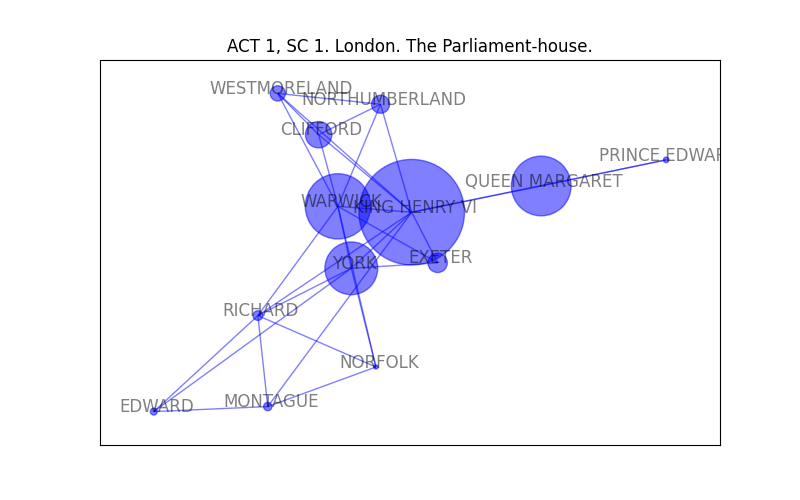 ACT 1, SC 1. London. The Parliament-house.
WESTMORELAND
NORTHUMBERLAND
CLIFFORD
PRINCE EDWAR
QUEEN MARGARET
WARWICK
KING HENRY VI
EXETER
YORK
RICHARD
NORFOLK
EDWARD
MONTAGUE